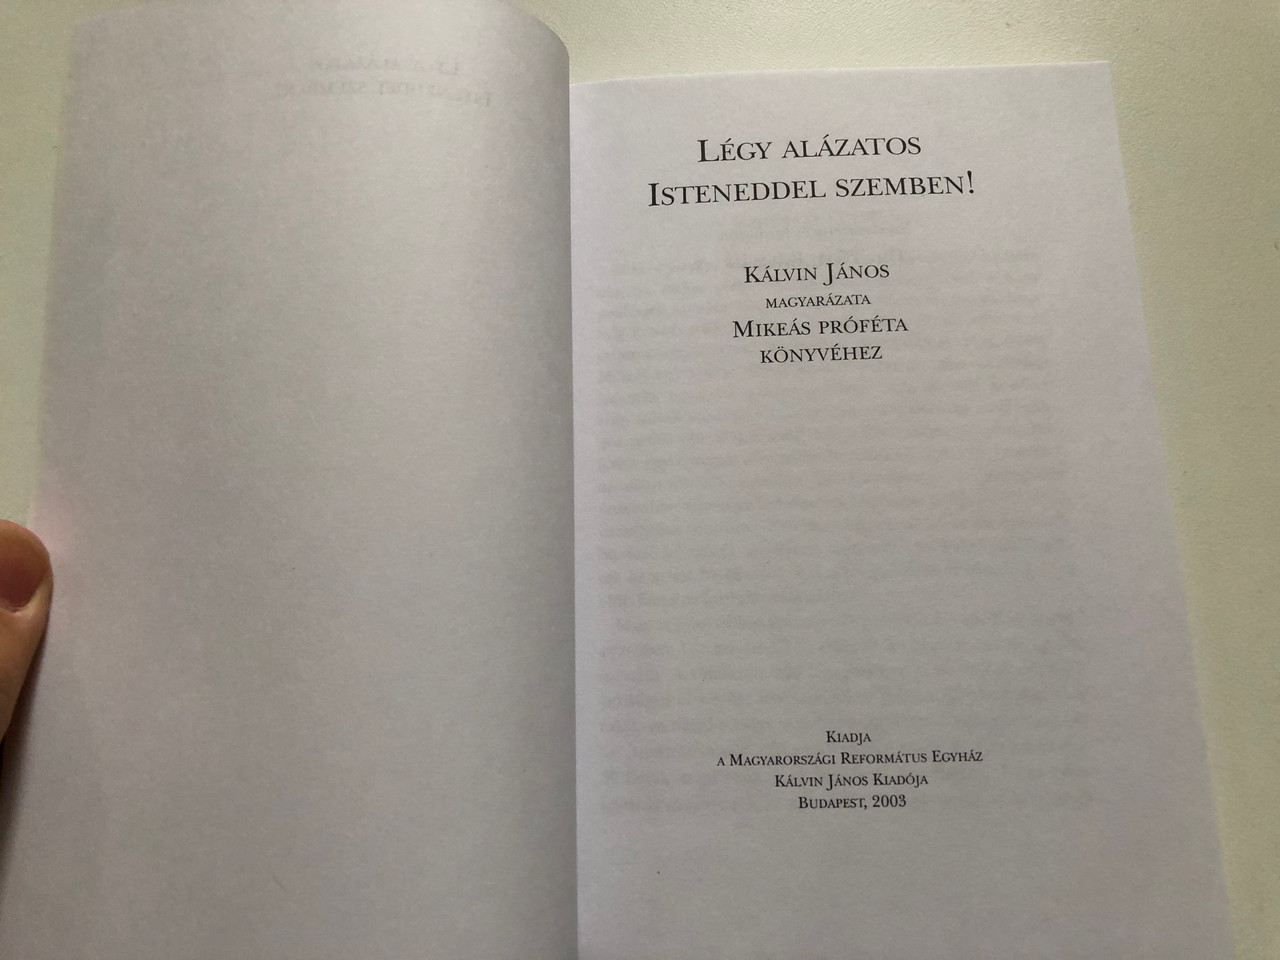 Légy alázatos
Isteneddel szemben!
Kálvin János
magyarázata
Mikeás próféta
könyvéhez
Kiadja
a Magyarországi Református Egyház
Kálvin János Kiadója
Budapest, 2003